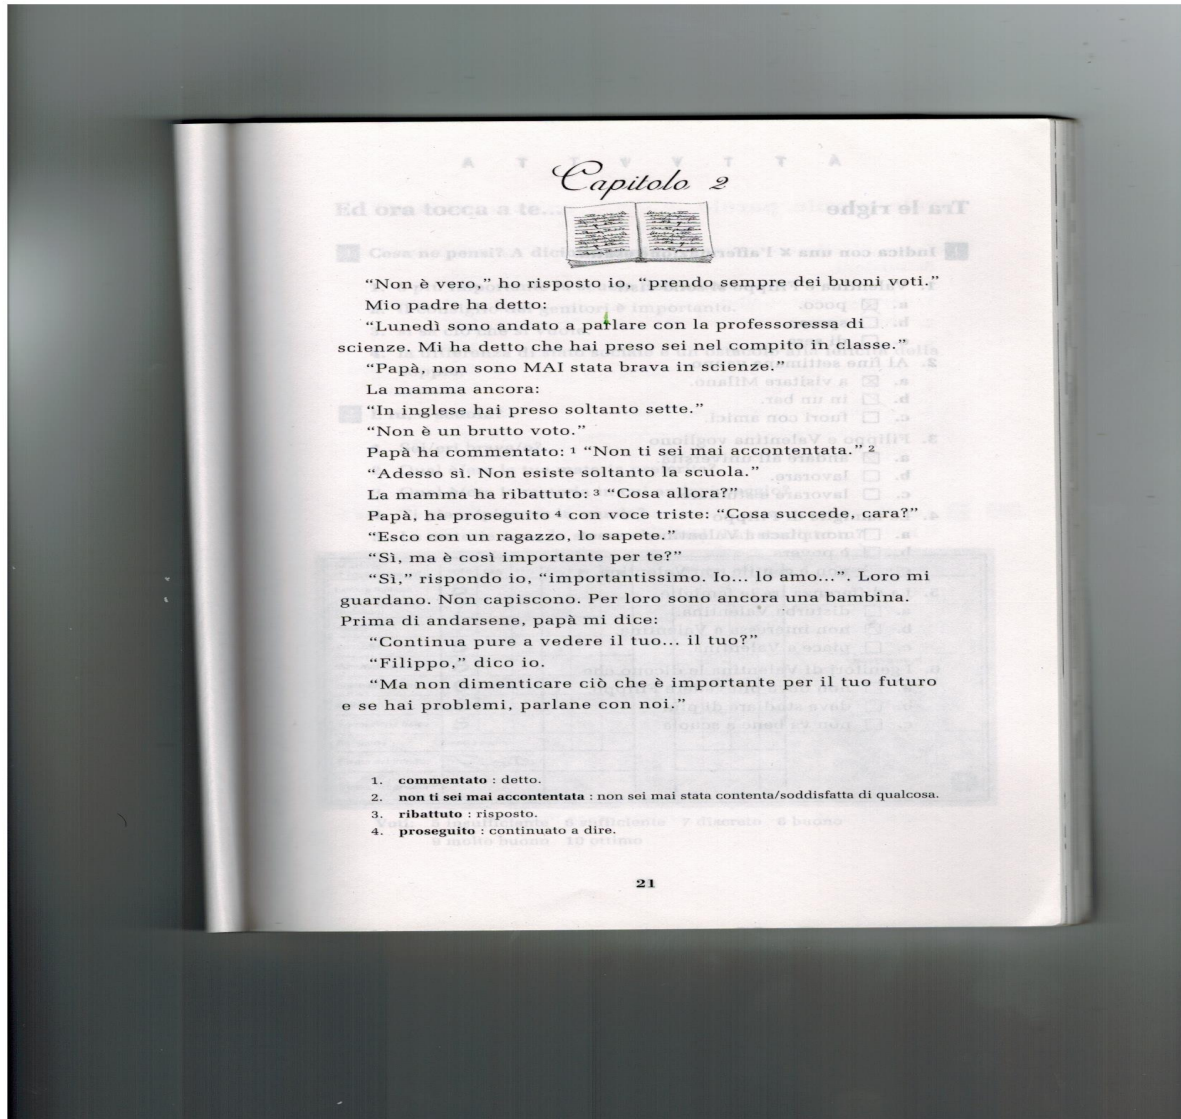 Capitolo 2
“Non è vero,” ho risposto io, “prendo sempre dei buoni voti.”
Mio padre ha detto:
“Lunedì sono andato a parlare con la professoressa di
scienze. Mi ha detto che hai preso sei nel compito in classe.”
“Papà, non sono MAI stata brava in scienze.”
La mamma ancora:
“In inglese hai preso soltanto sette.”
“Non è un brutto voto.”
Papà ha commentato: ¹ “Non ti sei mai accontentata.” ²
“Adesso sì. Non esiste soltanto la scuola.”
La mamma ha ribattuto: ³ “Cosa allora?”
Papà, ha proseguito ⁴ con voce triste: “Cosa succede, cara?”
“Esco con un ragazzo, lo sapete.”
“Sì, ma è così importante per te?”
“Sì,” rispondo io, “importantissimo. Io... lo amo...”. Loro mi
guardano. Non capiscono. Per loro sono ancora una bambina.
Prima di andarsene, papà mi dice:
“Continua pure a vedere il tuo... il tuo?”
“Filippo,” dico io.
“Ma non dimenticare ciò che è importante per il tuo futuro
e se hai problemi, parlane con noi.”
1. commentato : detto.
2. non ti sei mai accontentata : non sei mai stata contenta/soddisfatta di qualcosa.
3. ribattuto : risposto.
4. proseguito : continuato a dire.
21